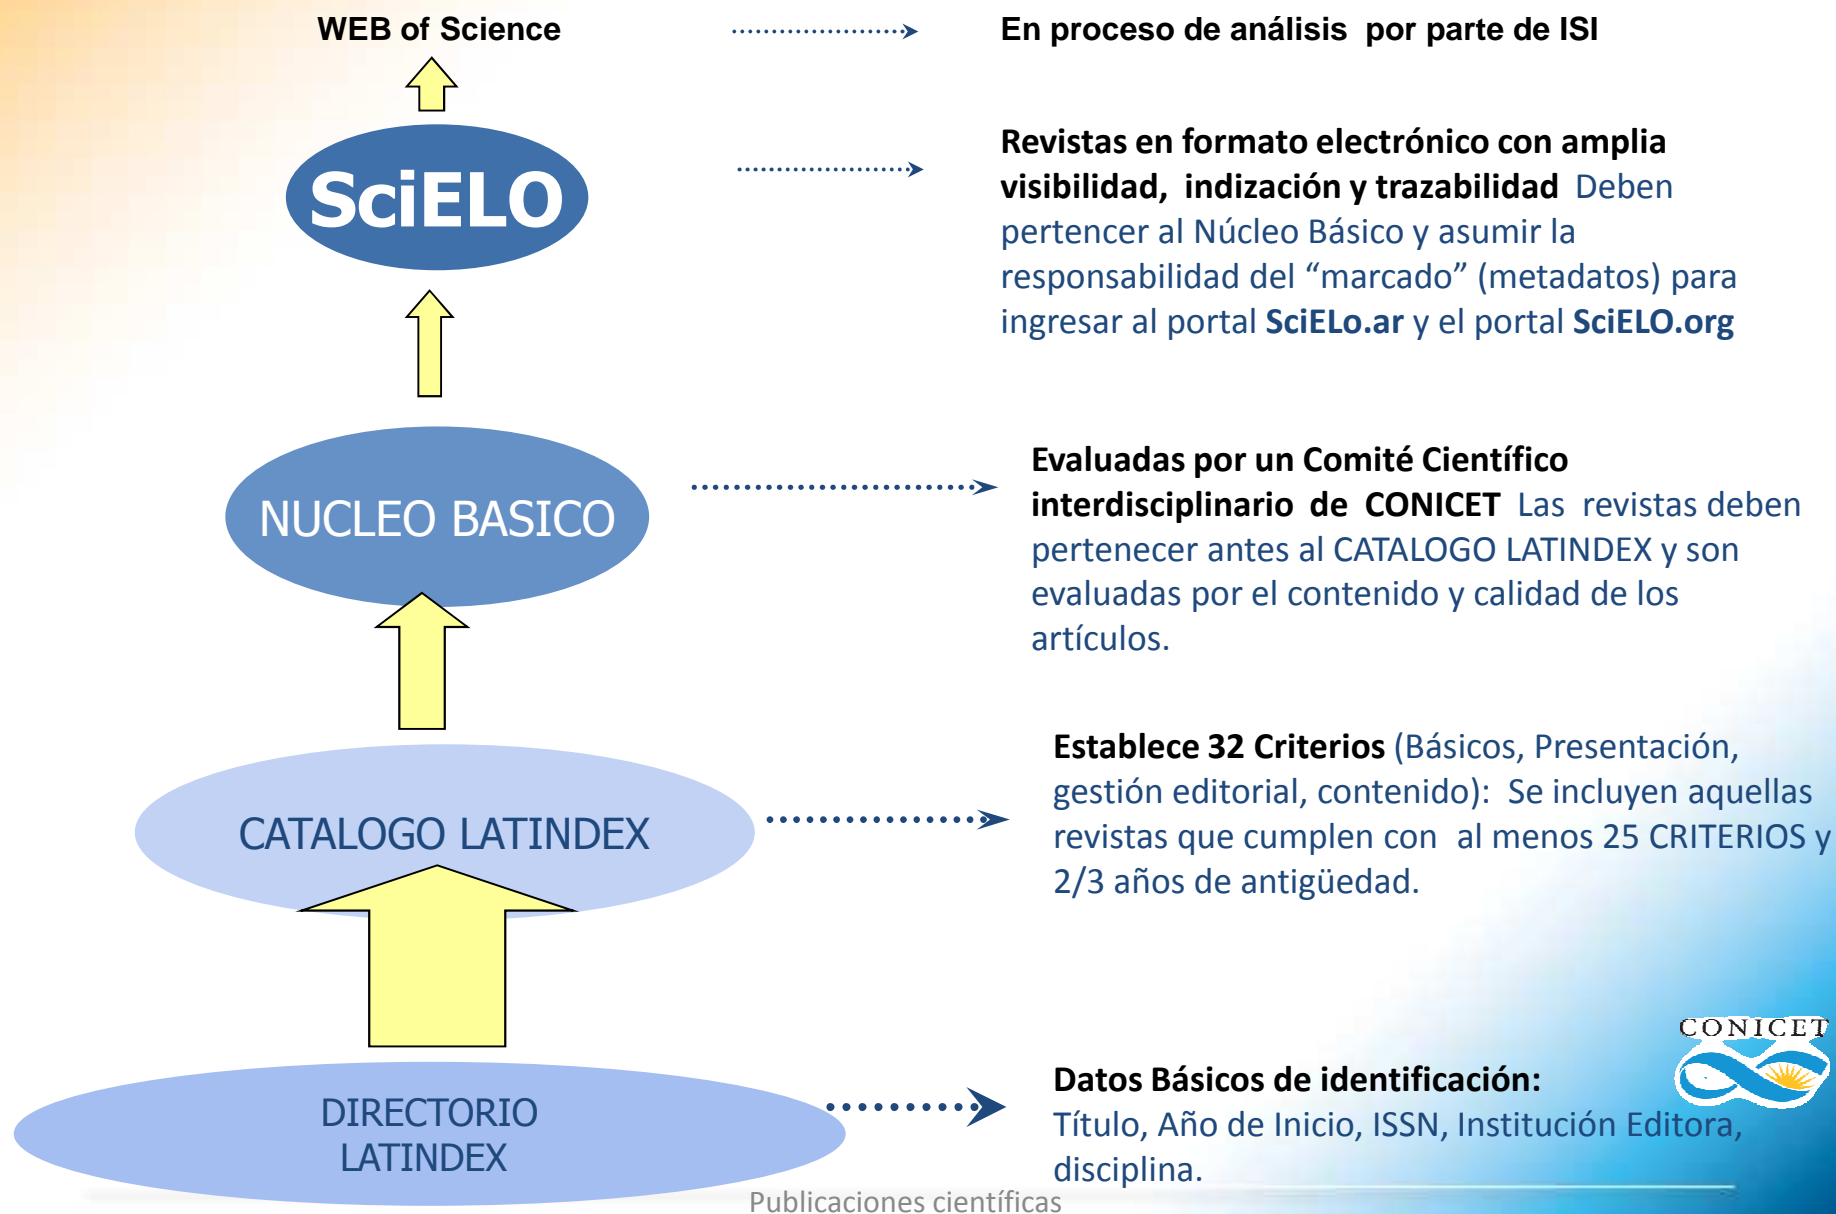 WEB of Science
En proceso de análisis por parte de ISI
SciELO
Revistas en formato electrónico con amplia
visibilidad, indización y trazabilidad Deben
pertencer al Núcleo Básico y asumir la
responsabilidad del “marcado” (metadatos) para
ingresar al portal SciELo.ar y el portal SciELO.org
NUCLEO BASICO
Evaluadas por un Comité Científico
interdisciplinario de CONICET Las revistas deben
pertenecer antes al CATALOGO LATINDEX y son
evaluadas por el contenido y calidad de los
artículos.
CATALOGO LATINDEX
Establece 32 Criterios (Básicos, Presentación,
gestión editorial, contenido): Se incluyen aquellas
revistas que cumplen con al menos 25 CRITERIOS y
2/3 años de antigüedad.
DIRECTORIO
LATINDEX
Datos Básicos de identificación:
Título, Año de Inicio, ISSN, Institución Editora,
disciplina.
CONICET
Publicaciones científicas